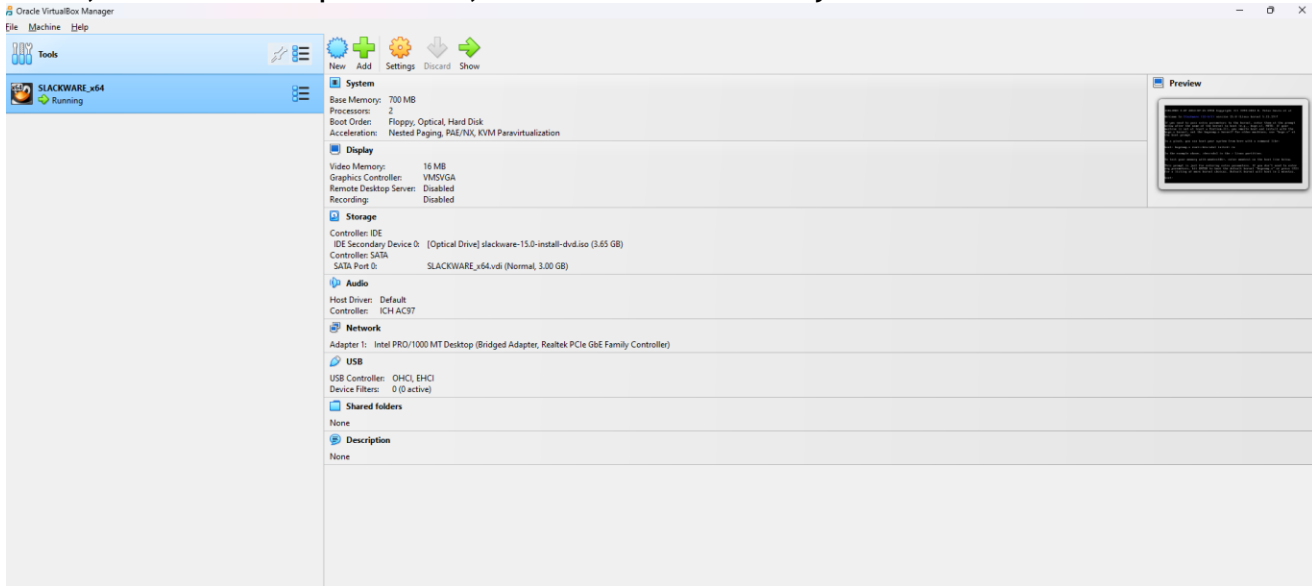 Oracle VirtualBox Manager
File Machine Help
Tools
New Add Settings Discard Show
SLACKWARE_x64
Running
System
Base Memory: 700 MB
Processors: 2
Boot Order: Floppy, Optical, Hard Disk
Acceleration: Nested Paging, PAE/NX, KVM Paravirtualization
Display
Video Memory: 16 MB
Graphics Controller: VMSVGA
Remote Desktop Server: Disabled
Recording: Disabled
Storage
Controller: IDE
IDE Secondary Device 0: [Optical Drive] slackware-15.0-install-dvd.iso (3.65 GB)
Controller: SATA
SATA Port 0: SLACKWARE_x64.vdi (Normal, 3.00 GB)
Audio
Host Driver: Default
Controller: ICH AC97
Network
Adapter 1: Intel PRO/1000 MT Desktop (Bridged Adapter, Realtek PCIe GbE Family Controller)
USB
USB Controller: OHCI, EHCI
Device Filters: 0 (0 active)
Shared folders
None
Description
None
Preview